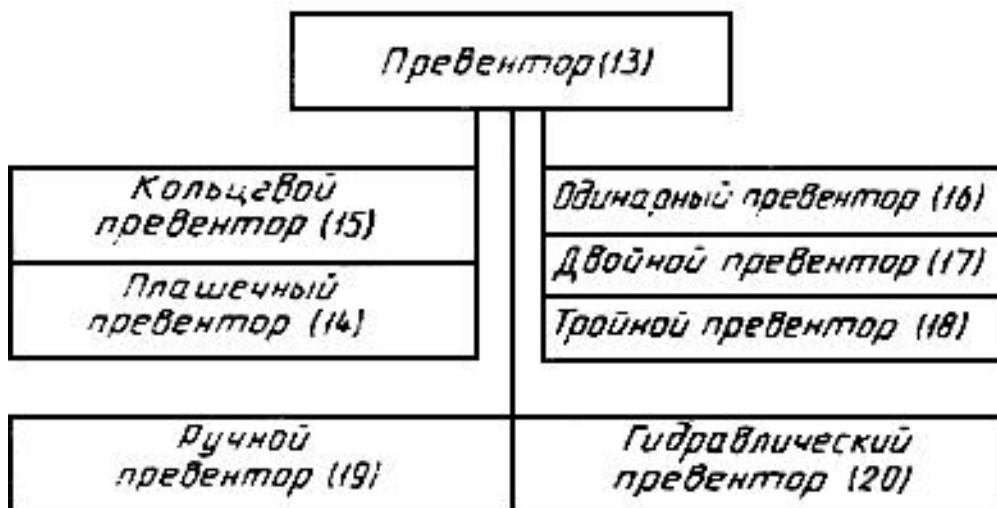 Превентор (13)
Кольцевой
превентор (15)
Плашечный
превентор (14)
Одинарный превентор (16)
Двойной превентор (17)
Тройной превентор (18)
Ручной
превентор (19)
Гидравлический
превентор (20)